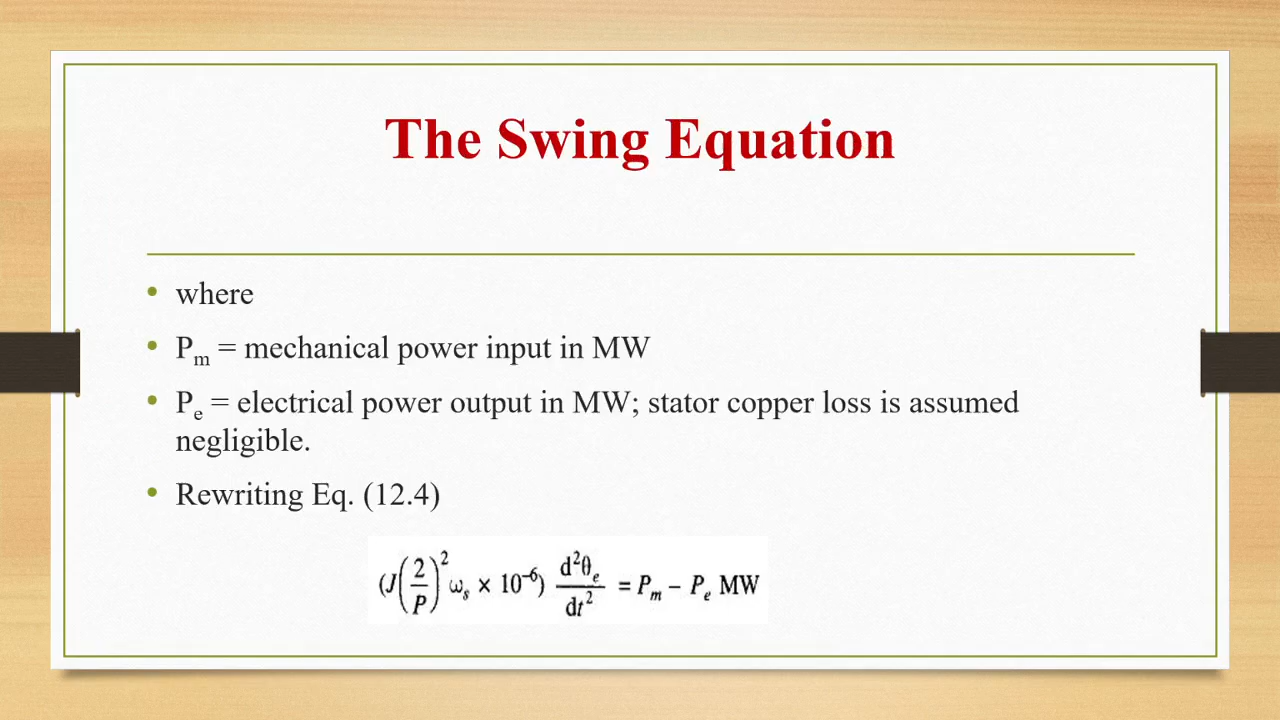 The Swing Equation
• where
• Pₘ = mechanical power input in MW
• Pₑ = electrical power output in MW; stator copper loss is assumed
negligible.
• Rewriting Eq. (12.4)
(J(2/P)² ωₛ × 10⁻⁶) d²θₑ/dt² = Pₘ − Pₑ MW